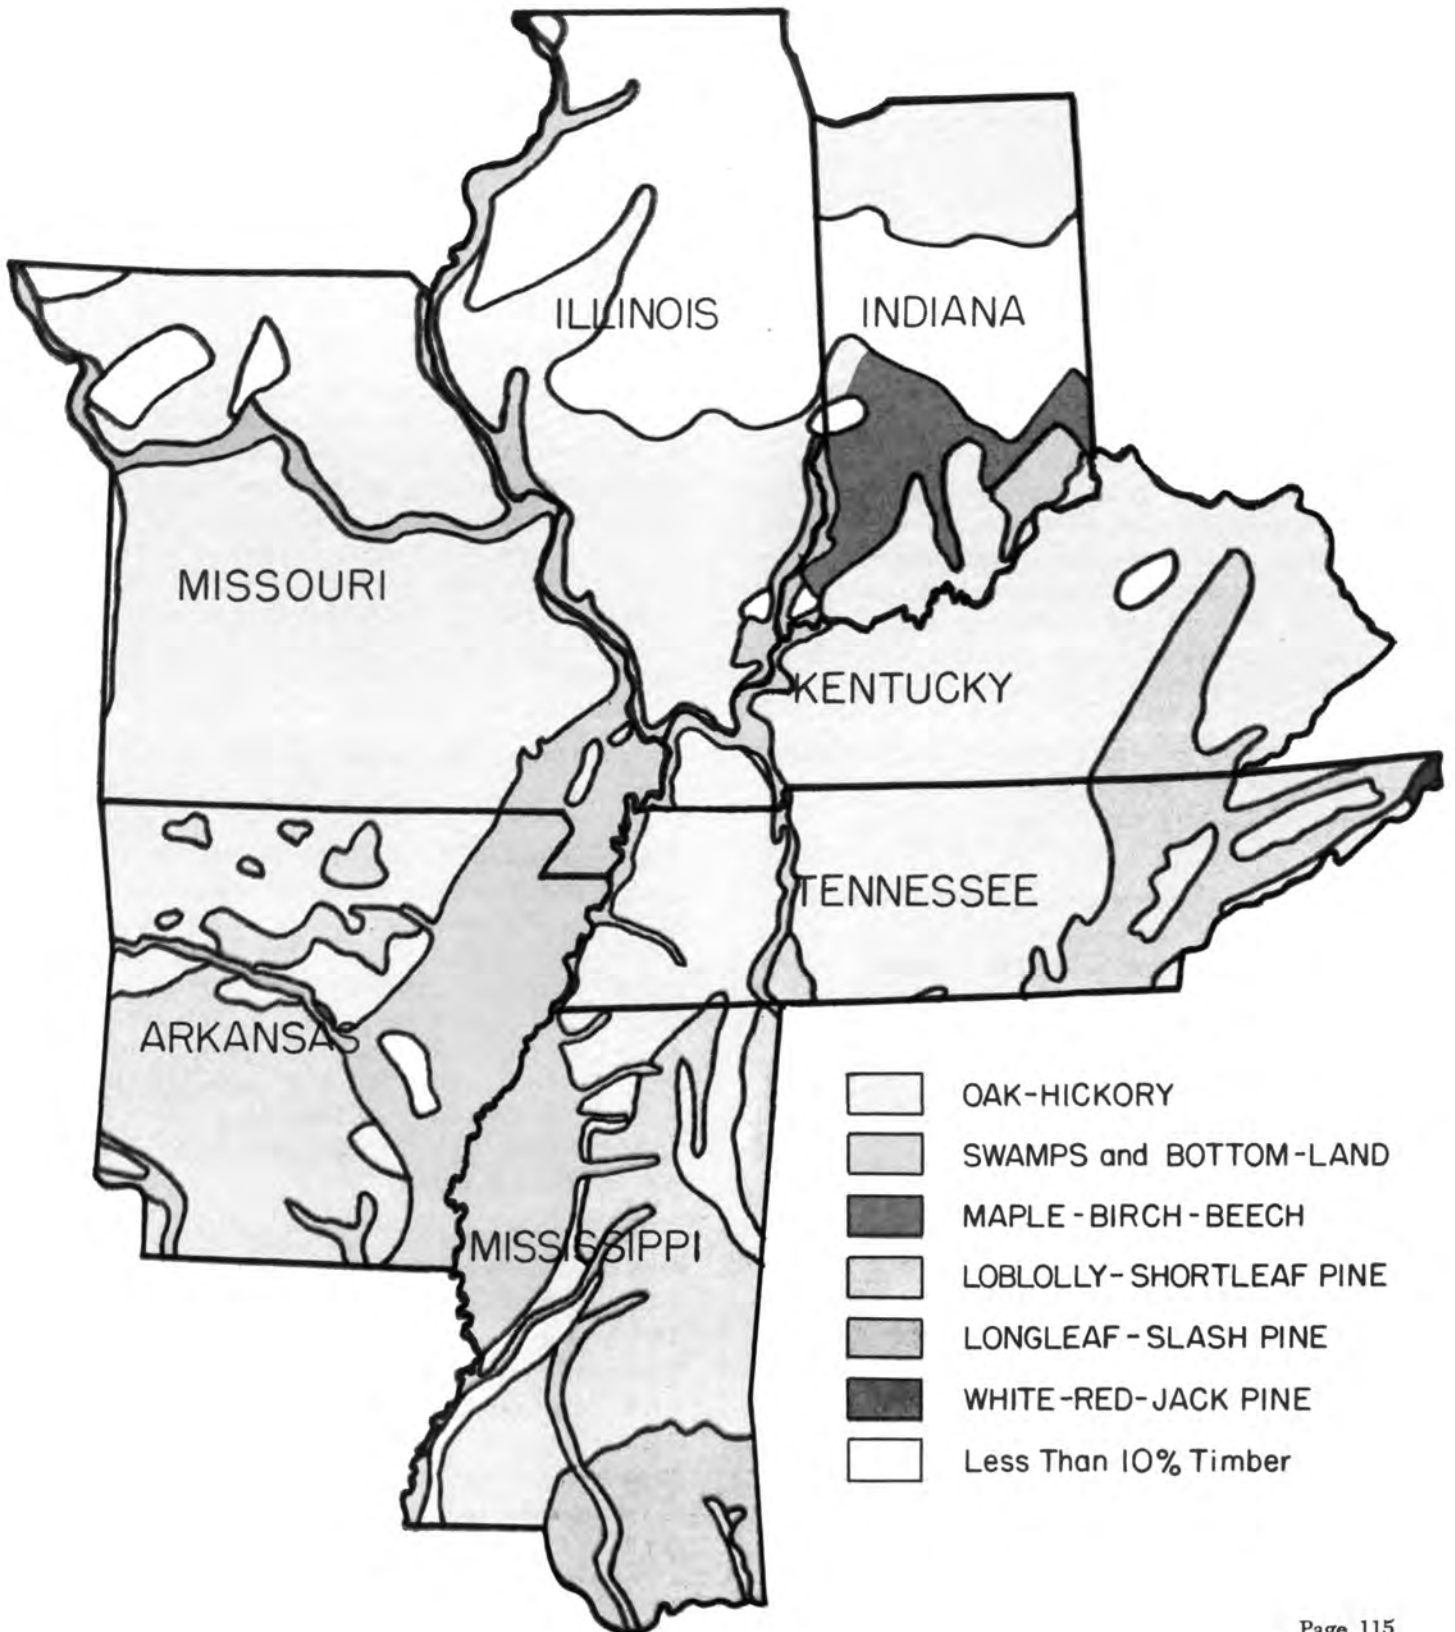 ILLINOIS
INDIANA
MISSOURI
KENTUCKY
TENNESSEE
ARKANSAS
MISSISSIPPI
OAK-HICKORY
SWAMPS and BOTTOM-LAND
MAPLE-BIRCH-BEECH
LOBLOLLY-SHORTLEAF PINE
LONGLEAF-SLASH PINE
WHITE-RED-JACK PINE
Less Than 10% Timber
Page 115